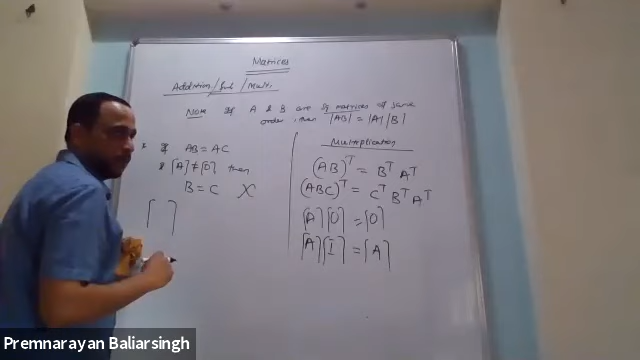 Matrices
Addition / Sub / Mult.
Note If A & B are Sq matrices of same
order, then |AB| = |A| |B|
* If AB = AC
& [A] ≠ [0] then
B = C X
[ ]
Multiplication
(AB)ᵀ = Bᵀ Aᵀ
(ABC)ᵀ = Cᵀ Bᵀ Aᵀ
[A] [0] = [0]
[A] [I] = [A]
Premnarayan Baliarsingh